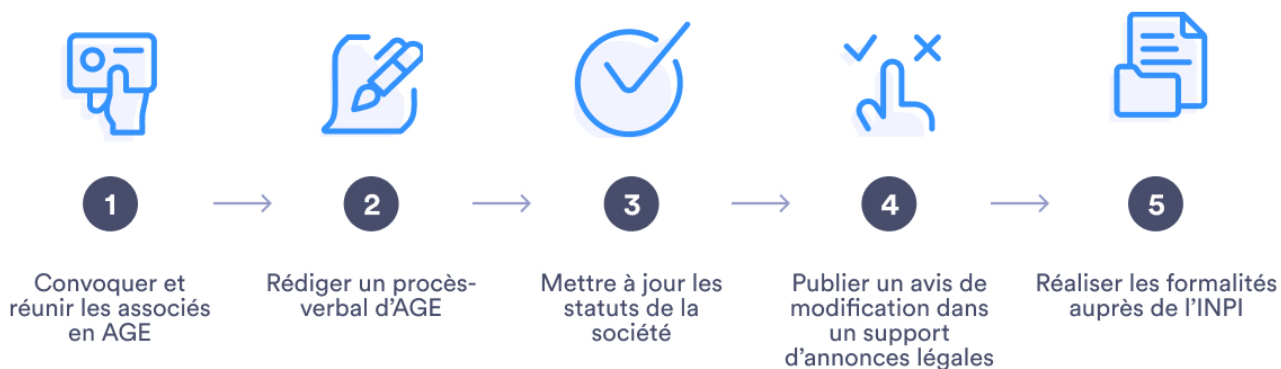 1
2
3
4
5
Convoquer et
réunir les associés
en AGE
Rédiger un procès-
verbal d’AGE
Mettre à jour les
statuts de la
société
Publier un avis de
modification dans
un support
d’annonces légales
Réaliser les formalités
auprès de l’INPI